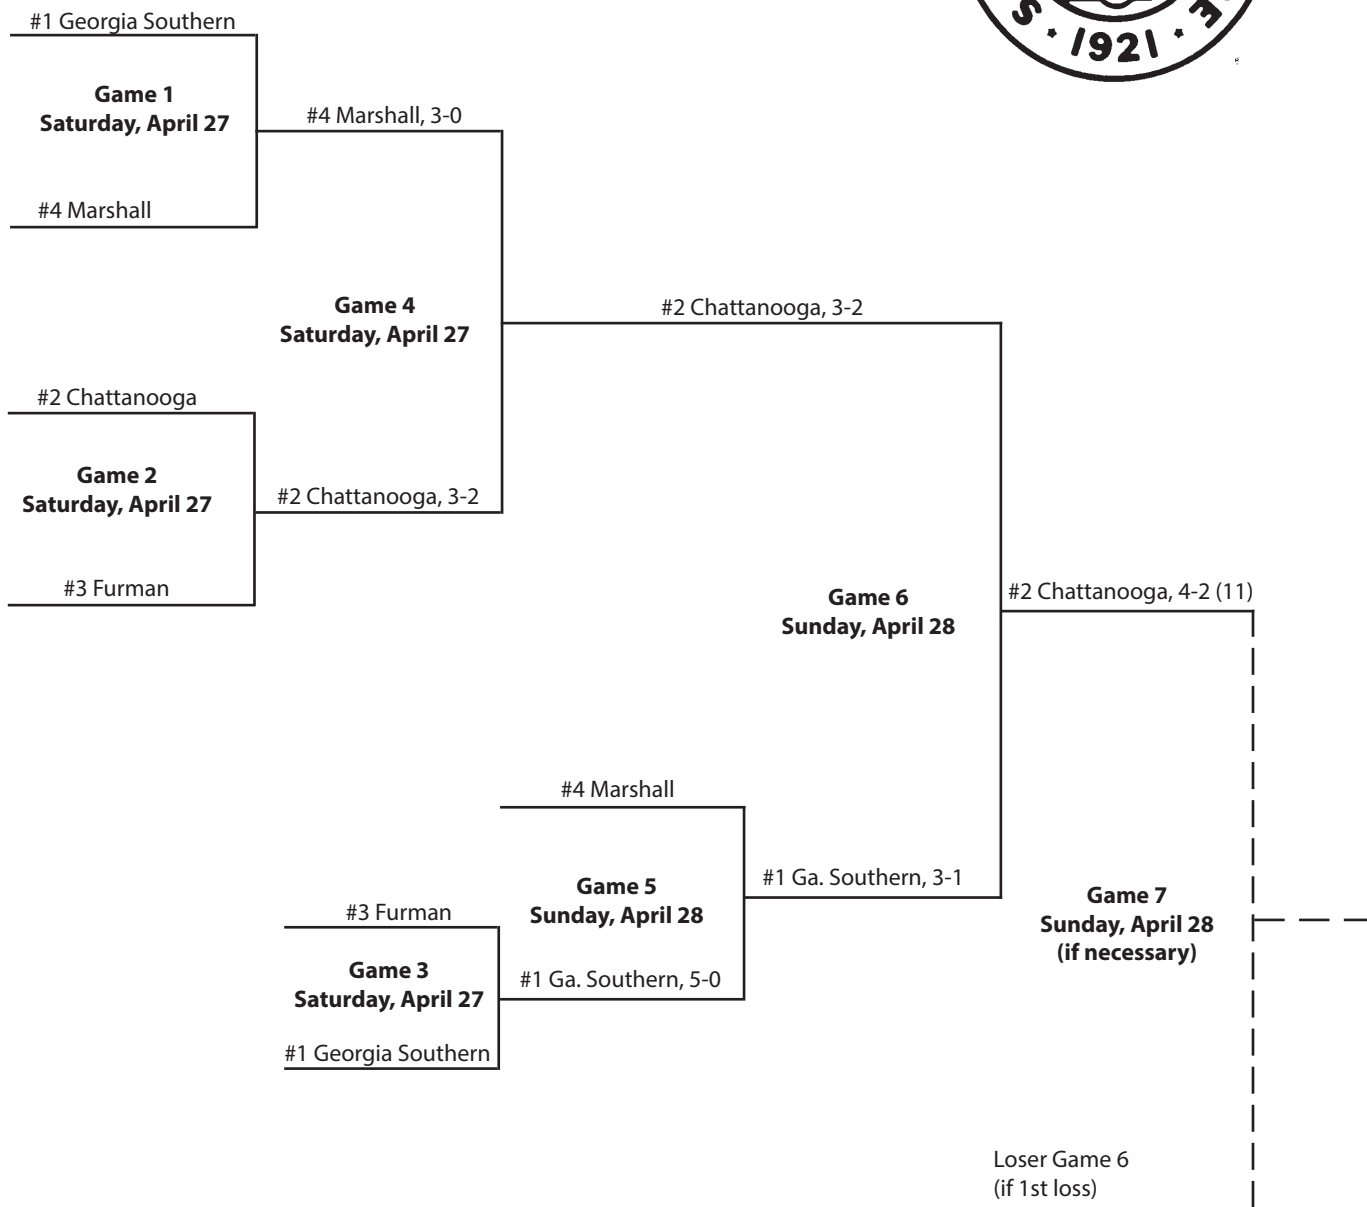 #1 Georgia Southern
S · 1921 · E
Game 1
Saturday, April 27
#4 Marshall, 3-0
#4 Marshall
Game 4
Saturday, April 27
#2 Chattanooga, 3-2
#2 Chattanooga
Game 2
Saturday, April 27
#2 Chattanooga, 3-2
#3 Furman
Game 6
Sunday, April 28
#2 Chattanooga, 4-2 (11)
#4 Marshall
Game 5
Sunday, April 28
#1 Ga. Southern, 3-1
Game 7
Sunday, April 28
(if necessary)
#3 Furman
Game 3
Saturday, April 27
#1 Ga. Southern, 5-0
#1 Georgia Southern
Loser Game 6
(if 1st loss)